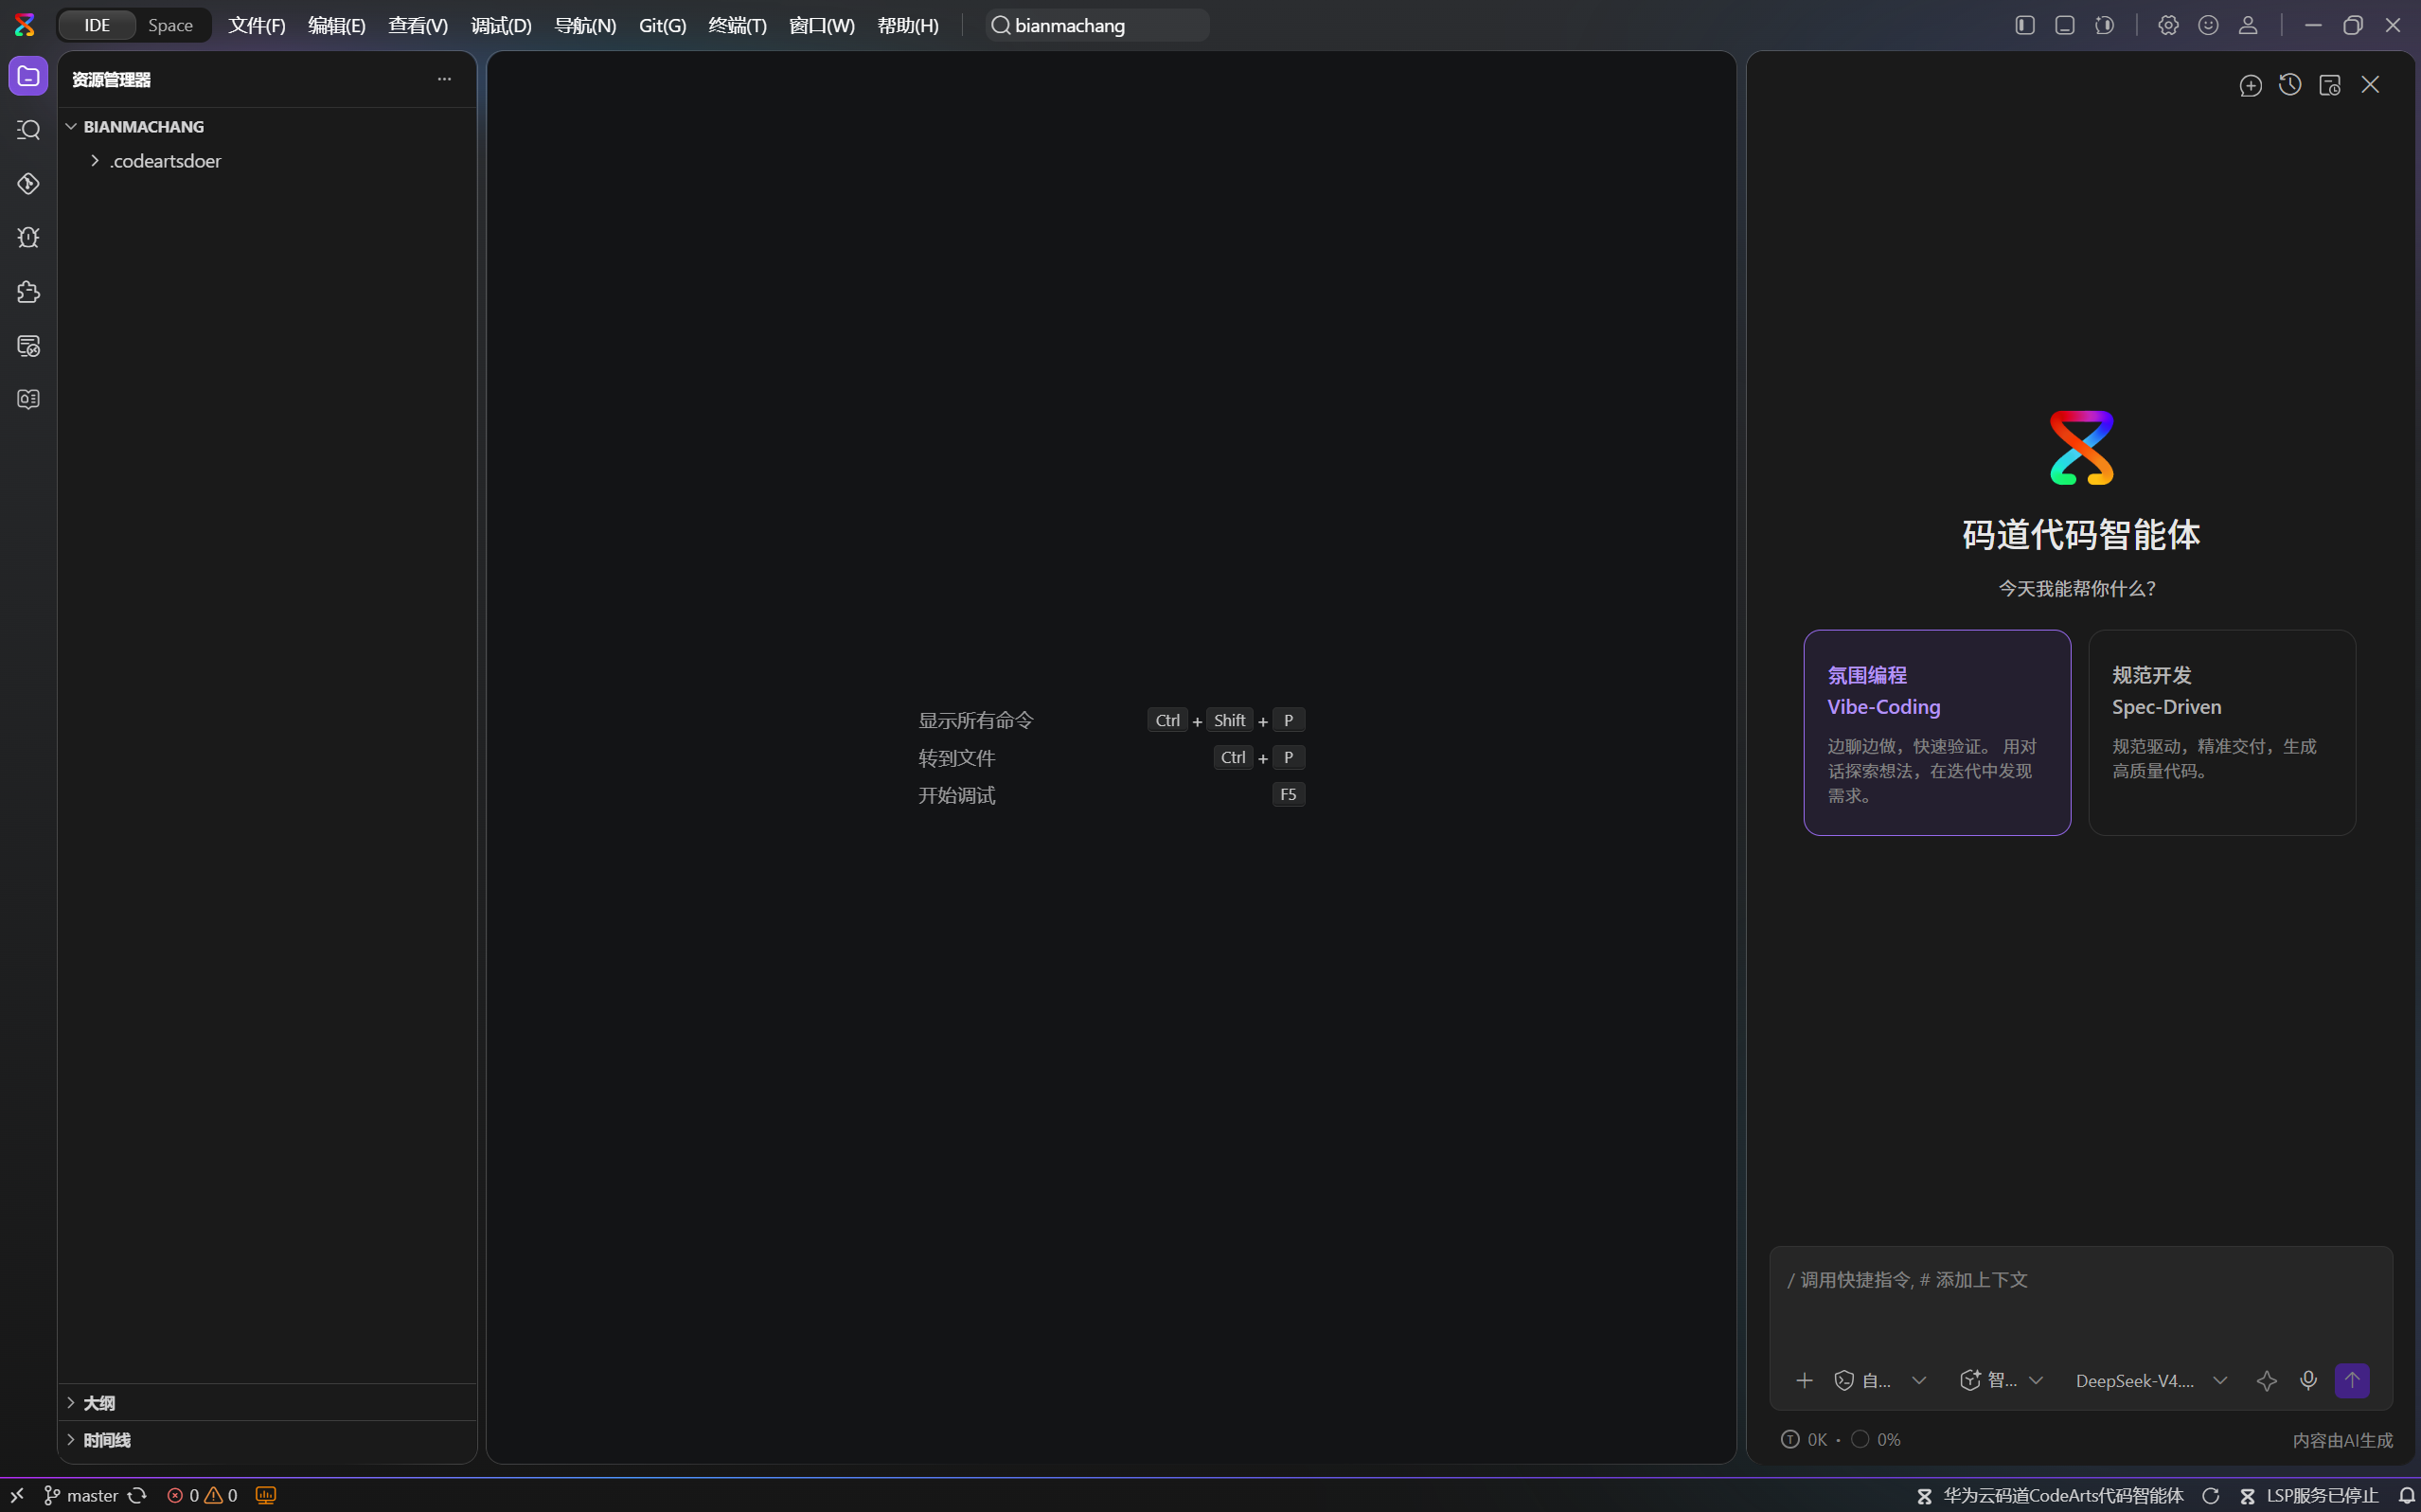 IDE Space 文件(F) 编辑(E) 查看(V) 调试(D) 导航(N) Git(G) 终端(T) 窗口(W) 帮助(H) bianmachang
资源管理器 ...
BIANMACHANG
.codeartsdoer
显示所有命令 Ctrl + Shift + P
转到文件 Ctrl + P
开始调试 F5
大纲
时间线
码道代码智能体
今天我能帮你什么?
氛围编程
Vibe-Coding
边聊边做，快速验证。 用对
话探索想法，在迭代中发现
需求。
规范开发
Spec-Driven
规范驱动，精准交付，生成
高质量代码。
/ 调用快捷指令, # 添加上下文
自... 智... DeepSeek-V4....
0K · 0% 内容由AI生成
master 0 0 华为云码道CodeArts代码智能体 LSP服务已停止